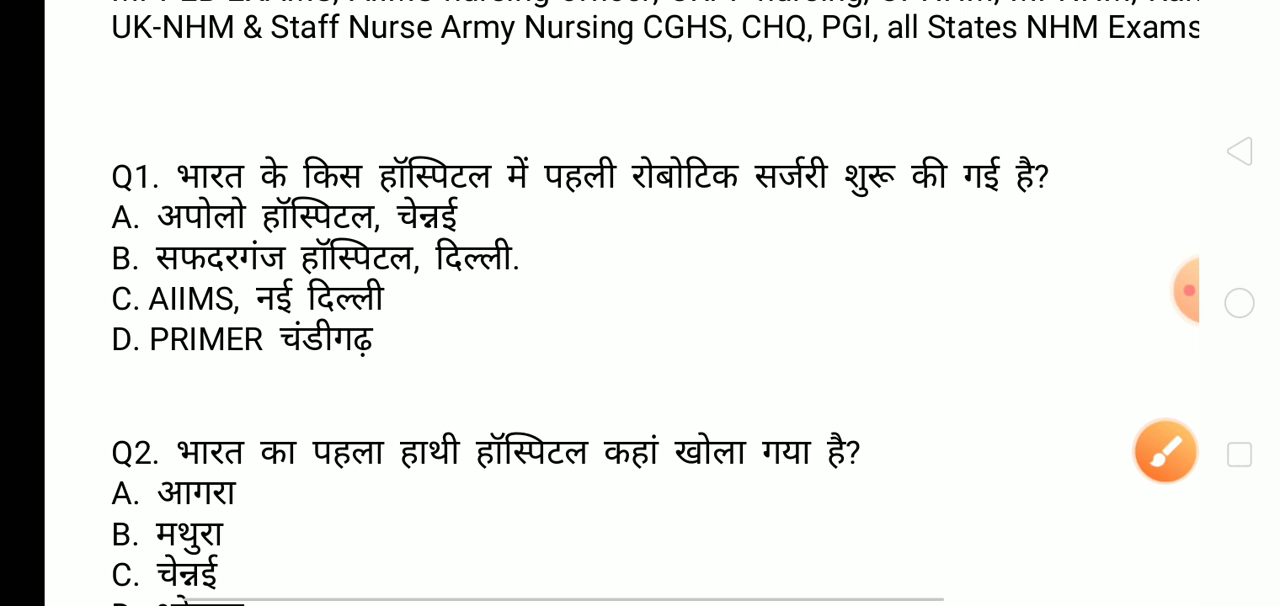 UK-NHM & Staff Nurse Army Nursing CGHS, CHQ, PGI, all States NHM Exams
Q1. भारत के किस हॉस्पिटल में पहली रोबोटिक सर्जरी शुरू की गई है?
A. अपोलो हॉस्पिटल, चेन्नई
B. सफदरगंज हॉस्पिटल, दिल्ली.
C. AIIMS, नई दिल्ली
D. PRIMER चंडीगढ़
Q2. भारत का पहला हाथी हॉस्पिटल कहां खोला गया है?
A. आगरा
B. मथुरा
C. चेन्नई